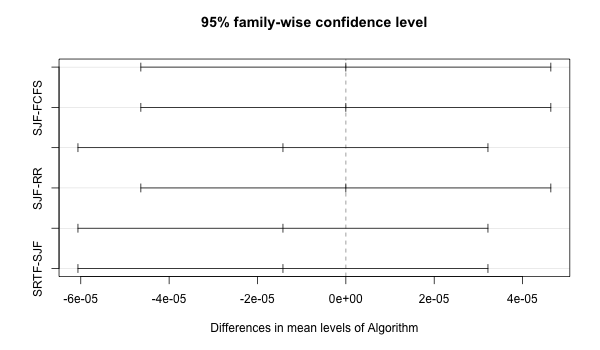 95% family-wise confidence level
SJF-FCFS
SJF-RR
SRTF-SJF
-6e-05 -4e-05 -2e-05 0e+00 2e-05 4e-05
Differences in mean levels of Algorithm